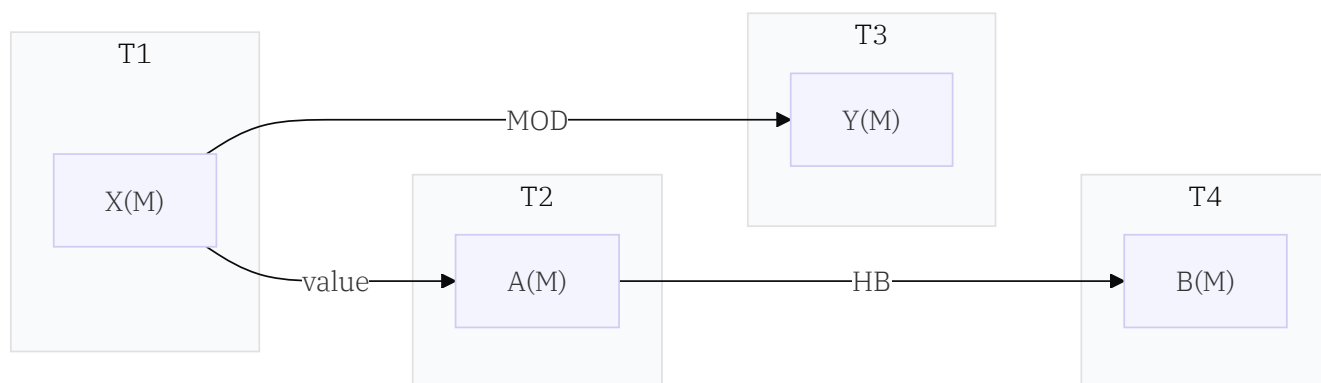 T1
X(M)
MOD
T3
Y(M)
value
T2
A(M)
HB
T4
B(M)